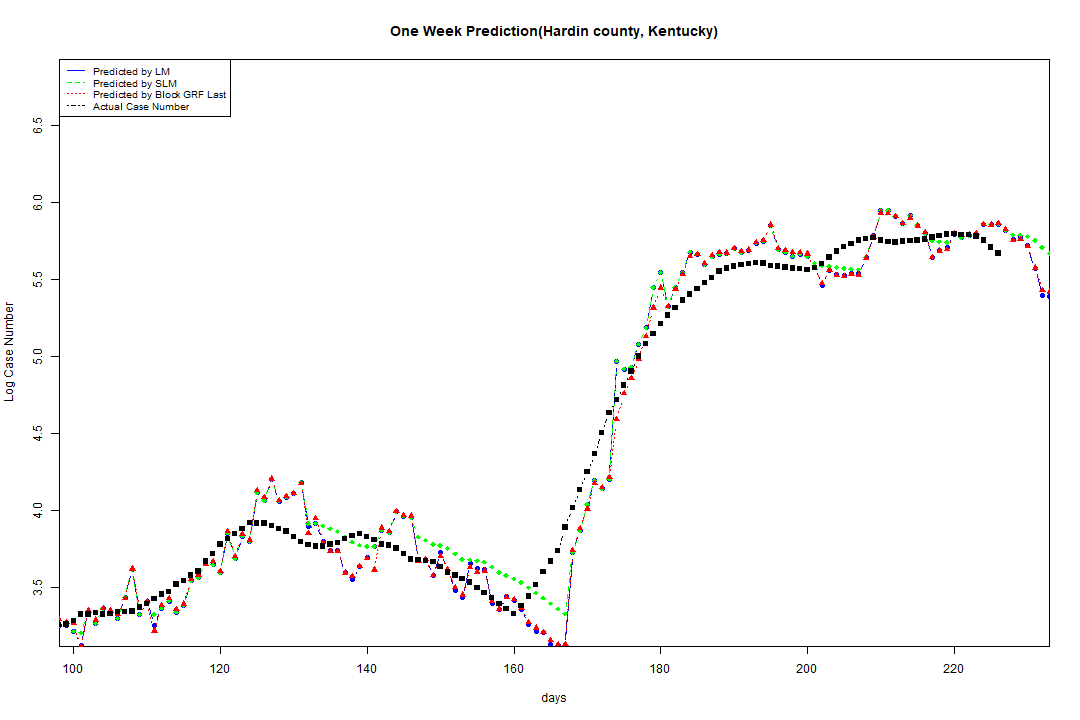 One Week Prediction(Hardin county, Kentucky)
Predicted by LM
Predicted by SLM
Predicted by Block GRF Last
Actual Case Number
6.5
6.0
5.5
5.0
4.5
4.0
3.5
Log Case Number
100 120 140 160 180 200 220
days